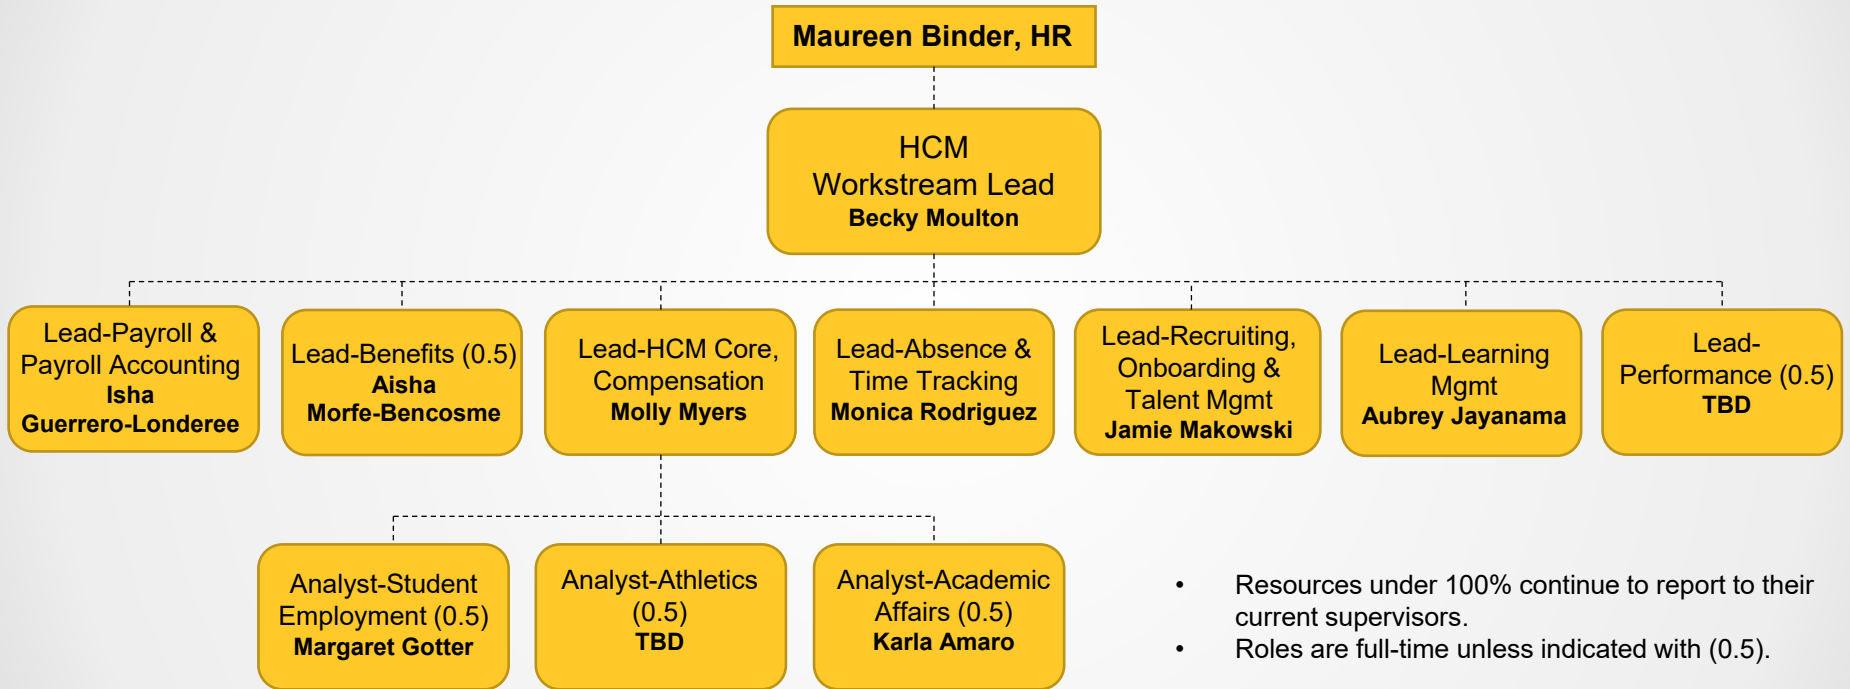 Maureen Binder, HR
HCM
Workstream Lead
Becky Moulton
Lead-Payroll &
Payroll Accounting
Isha
Guerrero-Londeree
Lead-Benefits (0.5)
Aisha
Morfe-Bencosme
Lead-HCM Core,
Compensation
Molly Myers
Lead-Absence &
Time Tracking
Monica Rodriguez
Lead-Recruiting,
Onboarding &
Talent Mgmt
Jamie Makowski
Lead-Learning
Mgmt
Aubrey Jayanama
Lead-
Performance (0.5)
TBD
Analyst-Student
Employment (0.5)
Margaret Gotter
Analyst-Athletics
(0.5)
TBD
Analyst-Academic
Affairs (0.5)
Karla Amaro
• Resources under 100% continue to report to their
current supervisors.
• Roles are full-time unless indicated with (0.5).